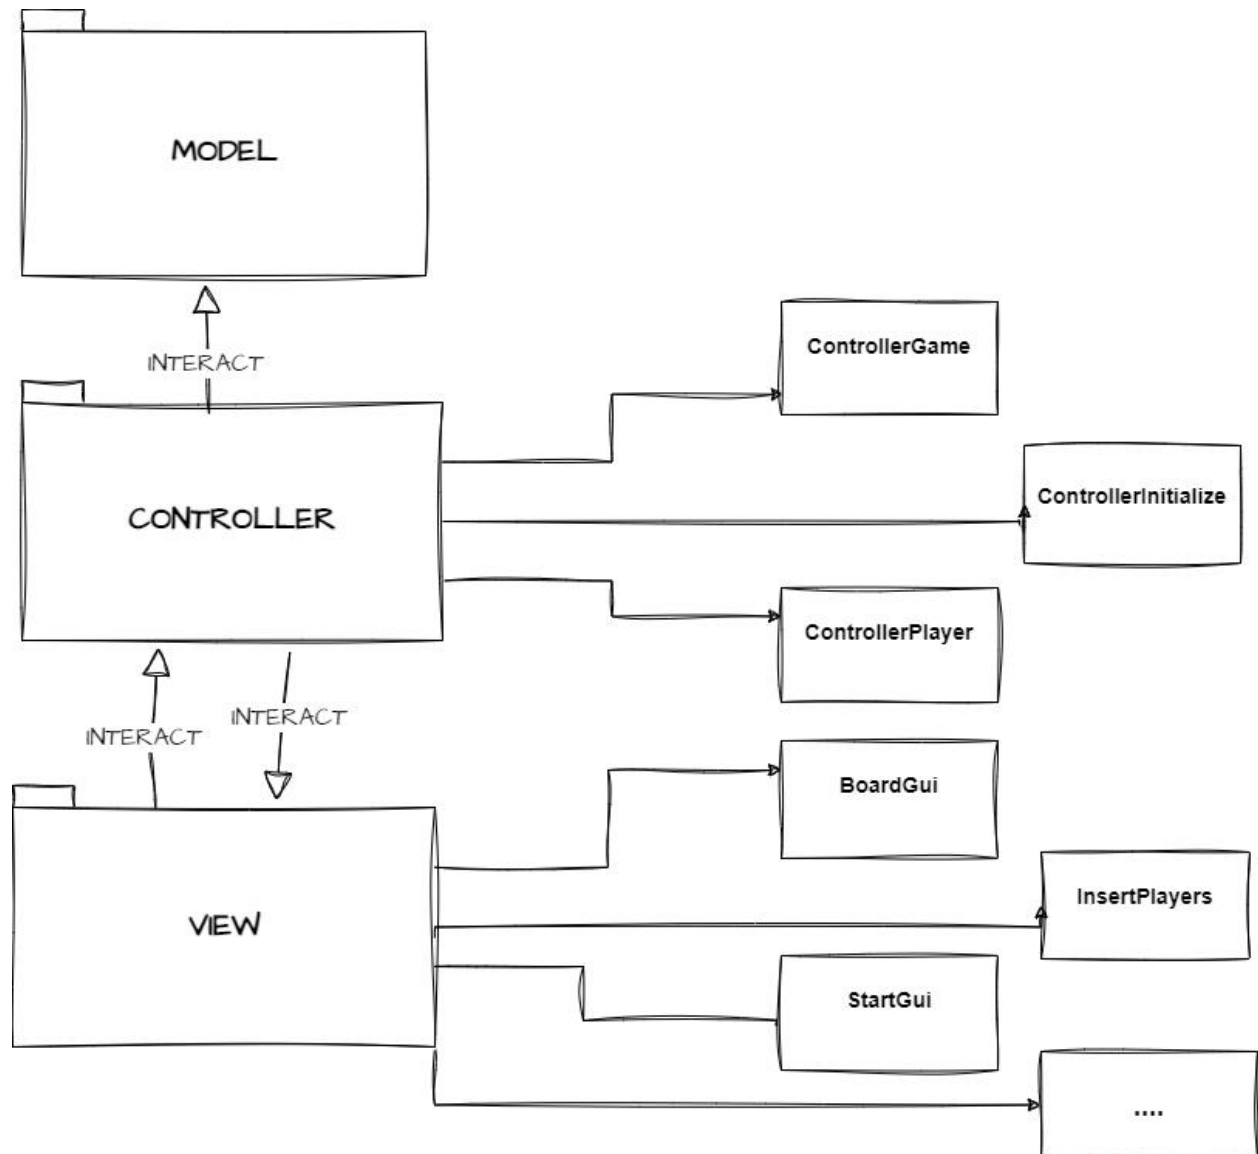 MODEL
INTERACT
ControllerGame
CONTROLLER
ControllerInitialize
ControllerPlayer
INTERACT
INTERACT
BoardGui
VIEW
InsertPlayers
StartGui
....